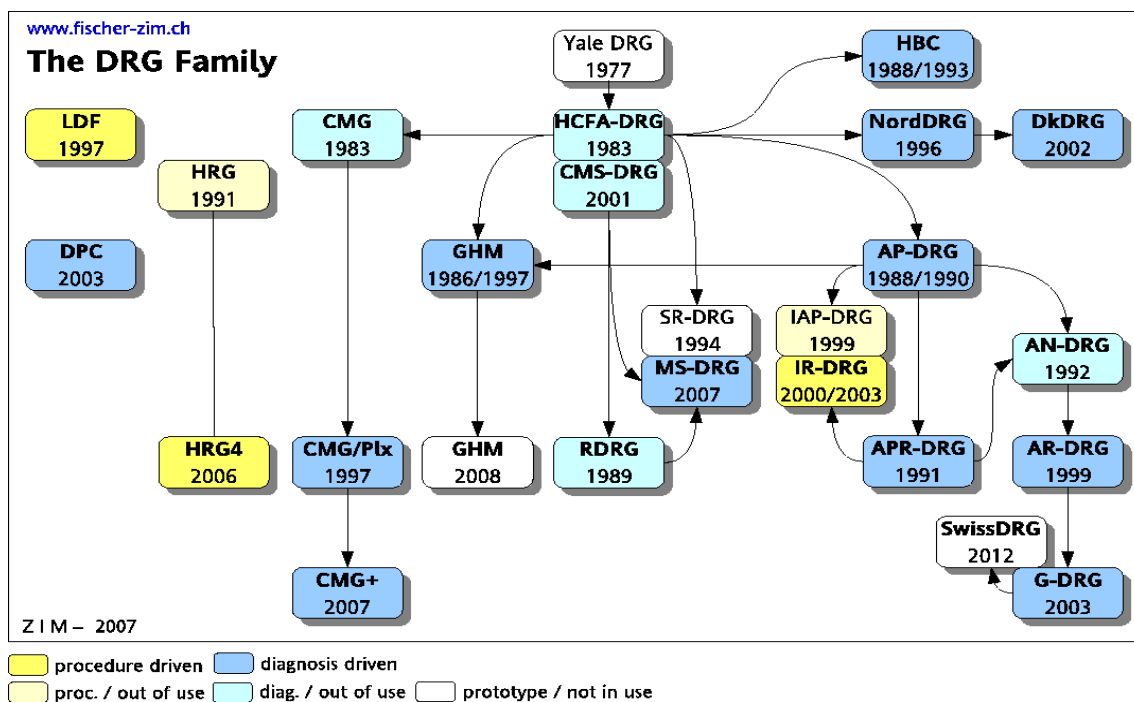 www.fischer-zim.ch
The DRG Family
Yale DRG
1977
HBC
1988/1993
LDF
1997
CMG
1983
HCFA-DRG
1983
NordDRG
1996
DkDRG
2002
HRG
1991
CMS-DRG
2001
DPC
2003
GHM
1986/1997
AP-DRG
1988/1990
SR-DRG
1994
IAP-DRG
1999
AN-DRG
1992
MS-DRG
2007
IR-DRG
2000/2003
HRG4
2006
CMG/Plx
1997
GHM
2008
RDRG
1989
APR-DRG
1991
AR-DRG
1999
SwissDRG
2012
CMG+
2007
G-DRG
2003
Z I M – 2007
procedure driven
diagnosis driven
proc. / out of use
diag. / out of use
prototype / not in use